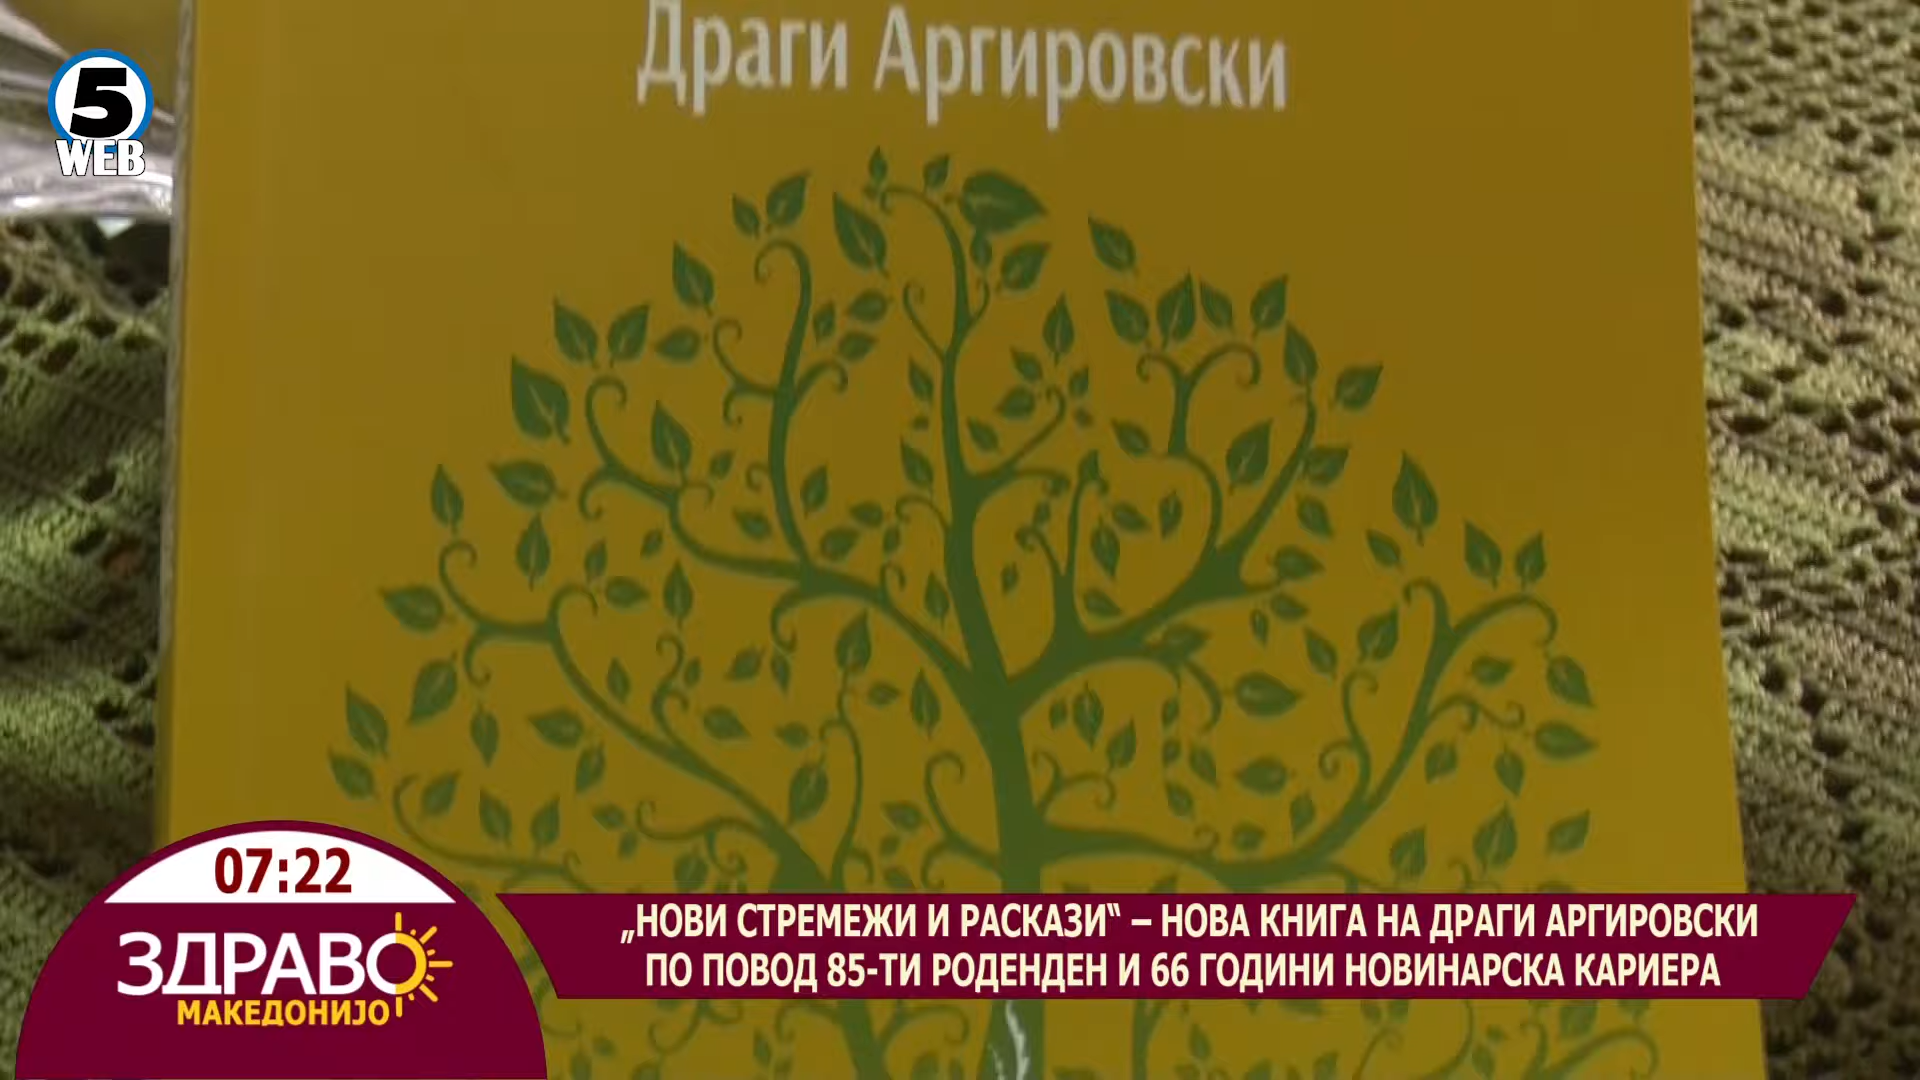 Драги Аргировски
5
WEB
07:22
ЗДРАВО
МАКЕДОНИЈО
„НОВИ СТРЕМЕЖИ И РАСКАЗИ“ – НОВА КНИГА НА ДРАГИ АРГИРОВСКИ
ПО ПОВОД 85-ТИ РОДЕНДЕН И 66 ГОДИНИ НОВИНАРСКА КАРИЕРА